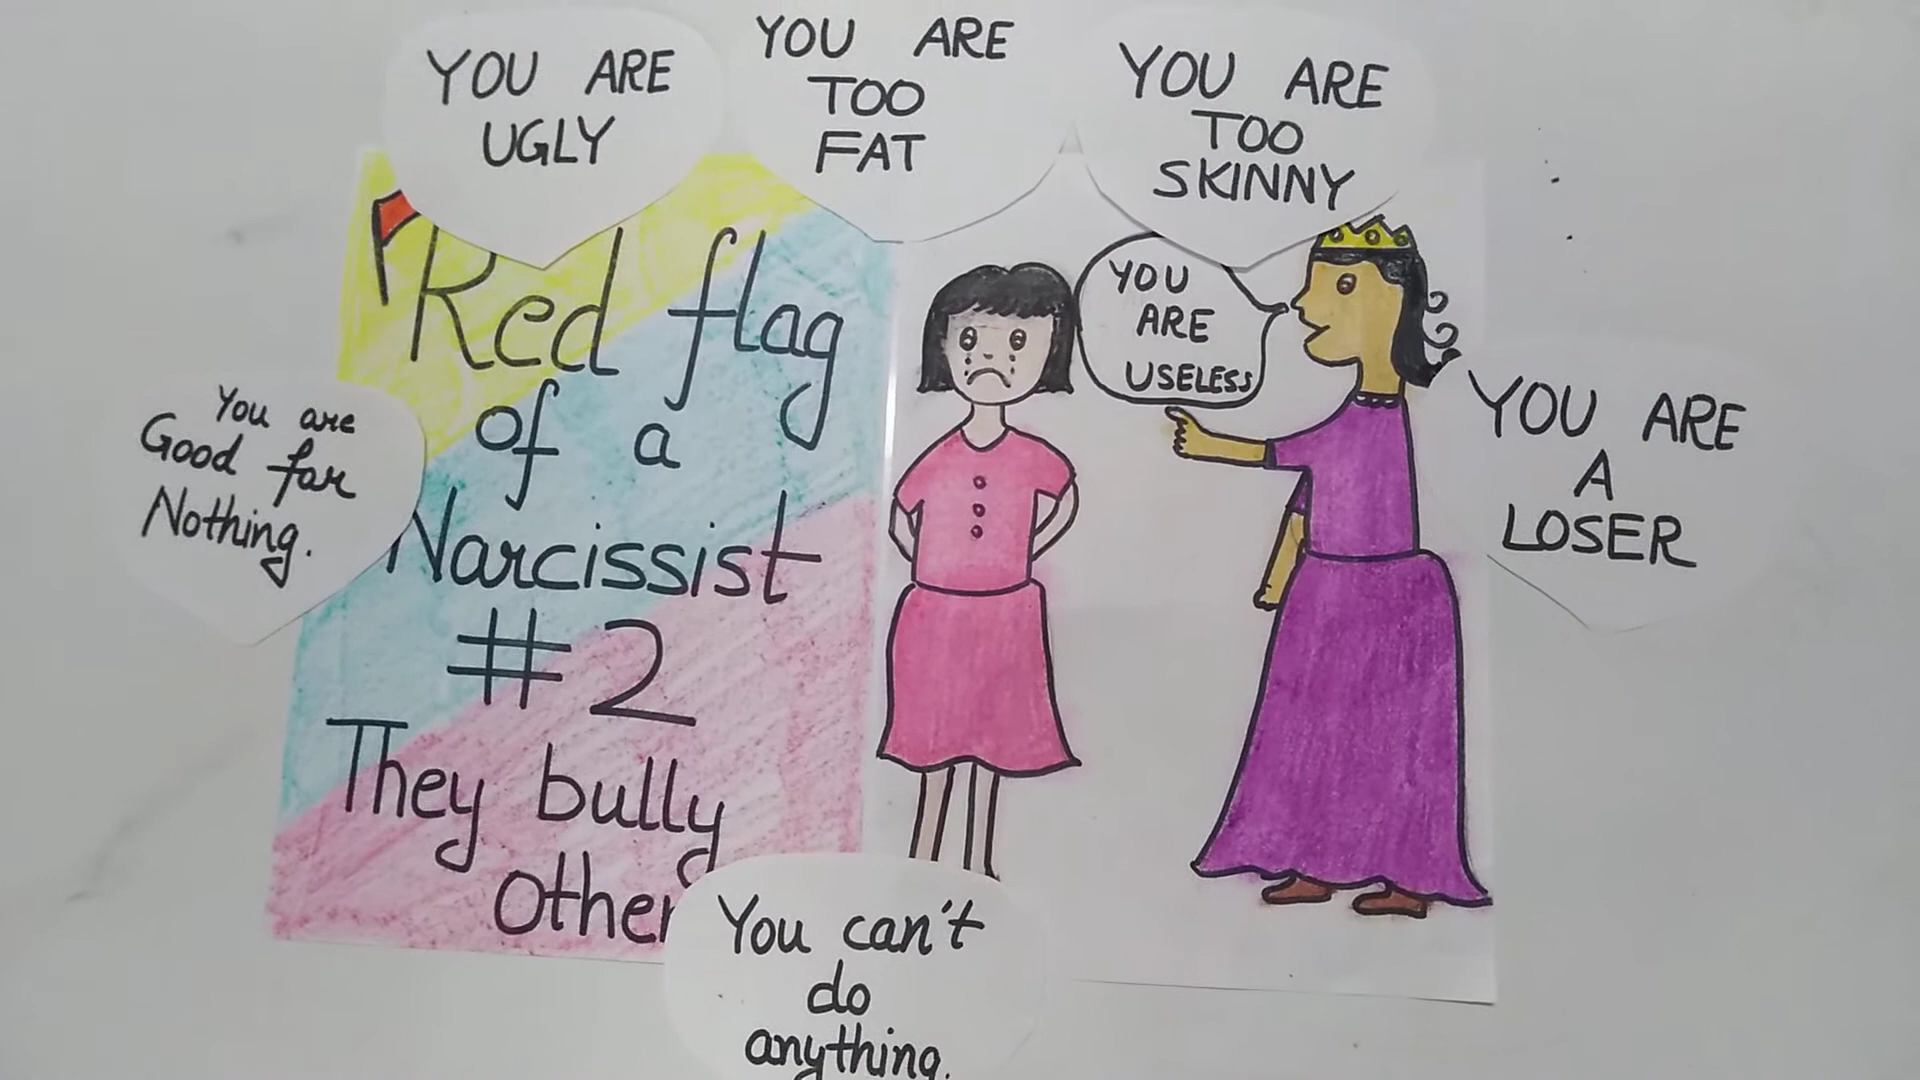 YOU ARE
UGLY
YOU ARE
TOO
FAT
YOU ARE
TOO
SKINNY
Red flag
of a
Narcissist
#2
They bully
Other
YOU
ARE
USELESS
You are
Good for
Nothing.
YOU ARE
A
LOSER
You can't
do
anything.